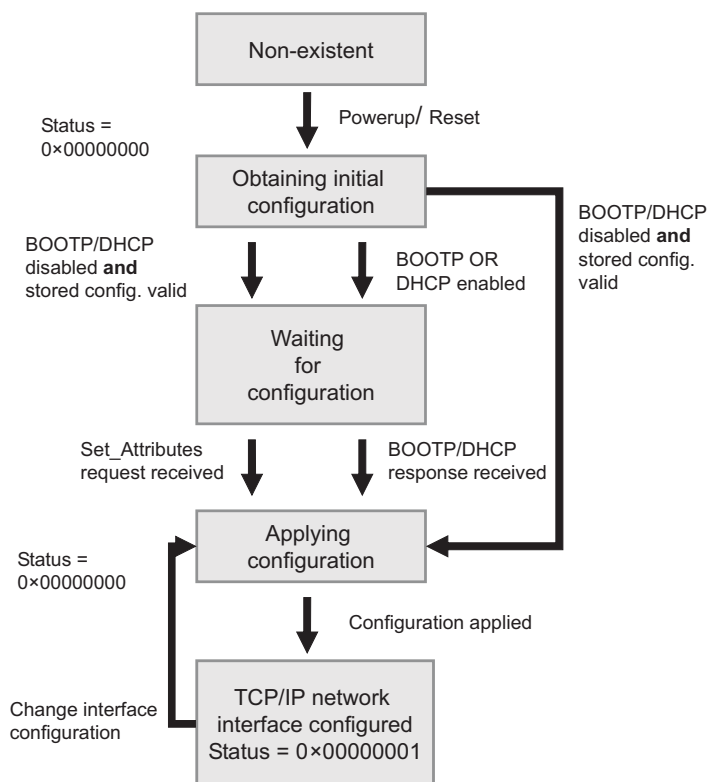 Non-existent
Powerup/ Reset
Status =
0×00000000
Obtaining initial
configuration
BOOTP/DHCP
disabled and
stored config. valid
BOOTP OR
DHCP enabled
BOOTP/DHCP
disabled and
stored config.
valid
Waiting
for
configuration
Set_Attributes
request received
BOOTP/DHCP
response received
Applying
configuration
Status =
0×00000000
Configuration applied
Change interface
configuration
TCP/IP network
interface configured
Status = 0×00000001